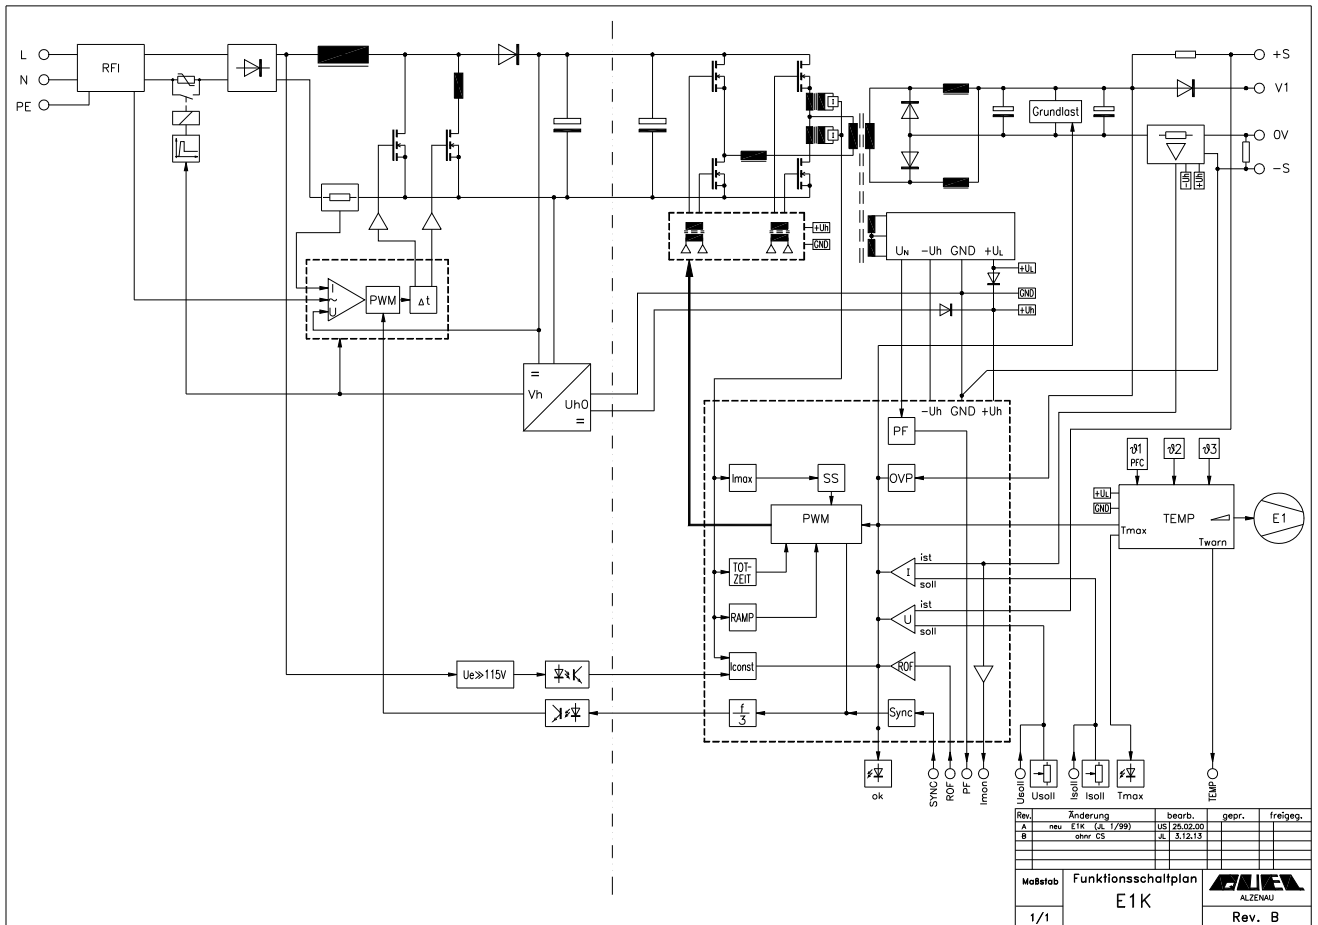 L
N
PE
RFI
I
~
U
PWM
Δt
=
Vh
Uh0
=
I
I
+Uh
GND
Grundlast
+S
V1
0V
-S
-Uh
+Uh
UN -Uh GND +UL
+UL
GND
+Uh
-Uh GND +Uh
PF
OVP
Imax
SS
PWM
TOT-
ZEIT
RAMP
Iconst
f
3
I
ist
soll
U
ist
soll
ROF
Sync
Ue≫115V
ϑ1
PFC
ϑ2
ϑ3
+UL
GND
TEMP
Tmax
Twarn
E1
ok
SYNC
ROF
PF
Imon
Usoll
Usoll
Isoll
Isoll
Tmax
TEMP
Rev. Änderung bearb. gepr. freigeg.
A neu E1K (JL 1/99) US 25.02.00
B ohnr CS JL 3.12.13
Maßstab
1/1
Funktionsschaltplan
E1K
QUEL
ALZENAU
Rev. B